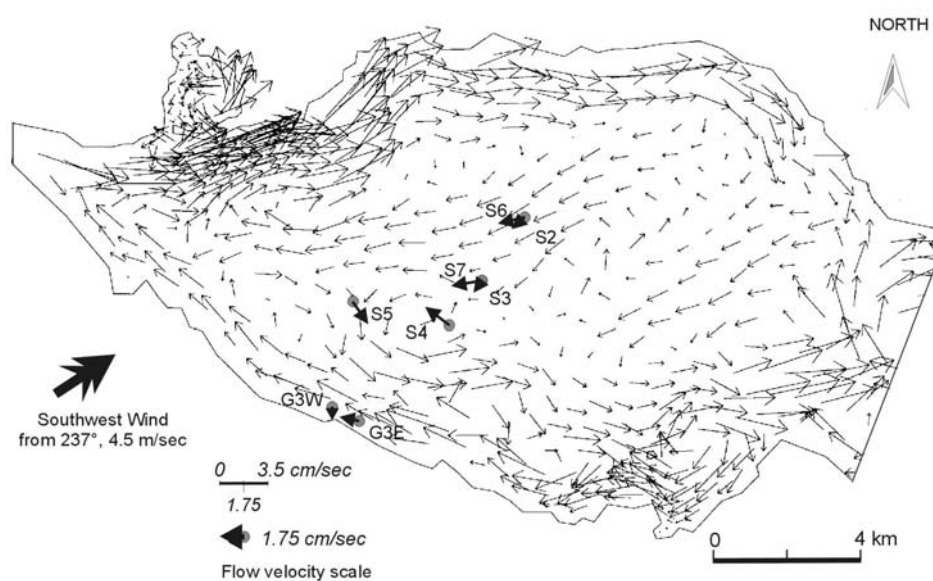 NORTH
S6
S2
S7
S3
S5
S4
G3W
G3E
Southwest Wind
from 237°, 4.5 m/sec
0 3.5 cm/sec
1.75
1.75 cm/sec
Flow velocity scale
0 4 km